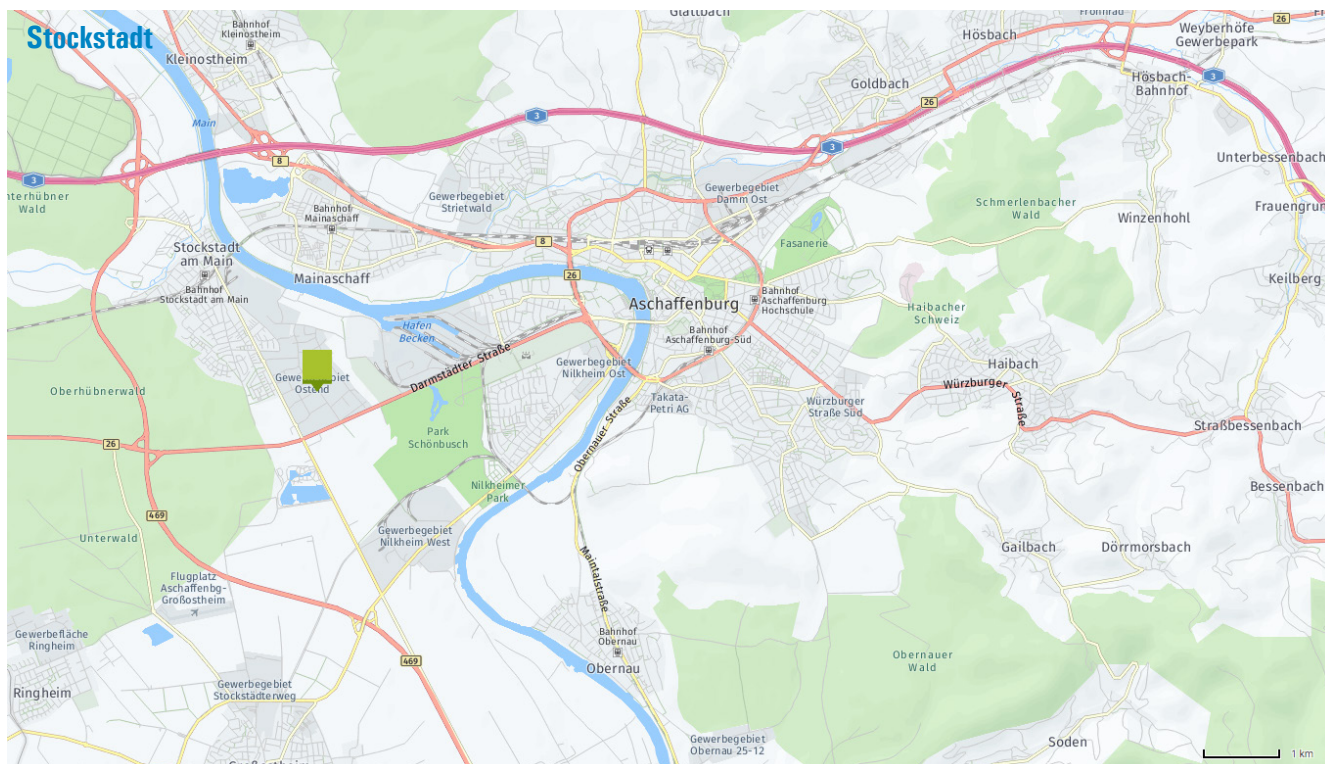 Stockstadt
Bahnhof
Kleinostheim
Kleinostheim
Main
Glattbach
Hösbach
26
Weyberhöfe
Gewerbepark
Goldbach
26
3
Hösbach-
Bahnhof
3
3
3
8
Unterbessenbach
Wald
Gewerbegebiet
Strietwald
Gewerbegebiet
Damm Ost
Schmerlenbacher
Wald
Winzenhohl
Bahnhof
Mainaschaff
Stockstadt
am Main
8
Fasanerie
Mainaschaff
26
Keilberg
Bahnhof
Stockstadt am Main
Aschaffenburg
Bahnhof
Aschaffenburg
Hochschule
Haibacher
Schweiz
Hafen
Becken
Bahnhof
Aschaffenburg-Süd
Gewerbegebiet
Nilkheim Ost
Haibach
Oberhübnerwald
Ostend
Darmstädter Straße
Würzburger Straße
Takata-
Petri AG
Würzburger
Straße Süd
Straßbessenbach
Park
Schönbusch
26
Obernauer Straße
Nilkheimer
Park
Bessenbach
469
Unterwald
Gewerbegebiet
Nilkheim West
Gailbach
Dörrmorsbach
Flugplatz
Aschaffenbg-
Großostheim
Maintalstraße
Gewerbefläche
Ringheim
Bahnhof
Obernau
Obernau
Obernauer
Wald
469
Ringheim
Gewerbegebiet
Stockstädterweg
Gewerbegebiet
Obernau 25-12
Soden
1 km